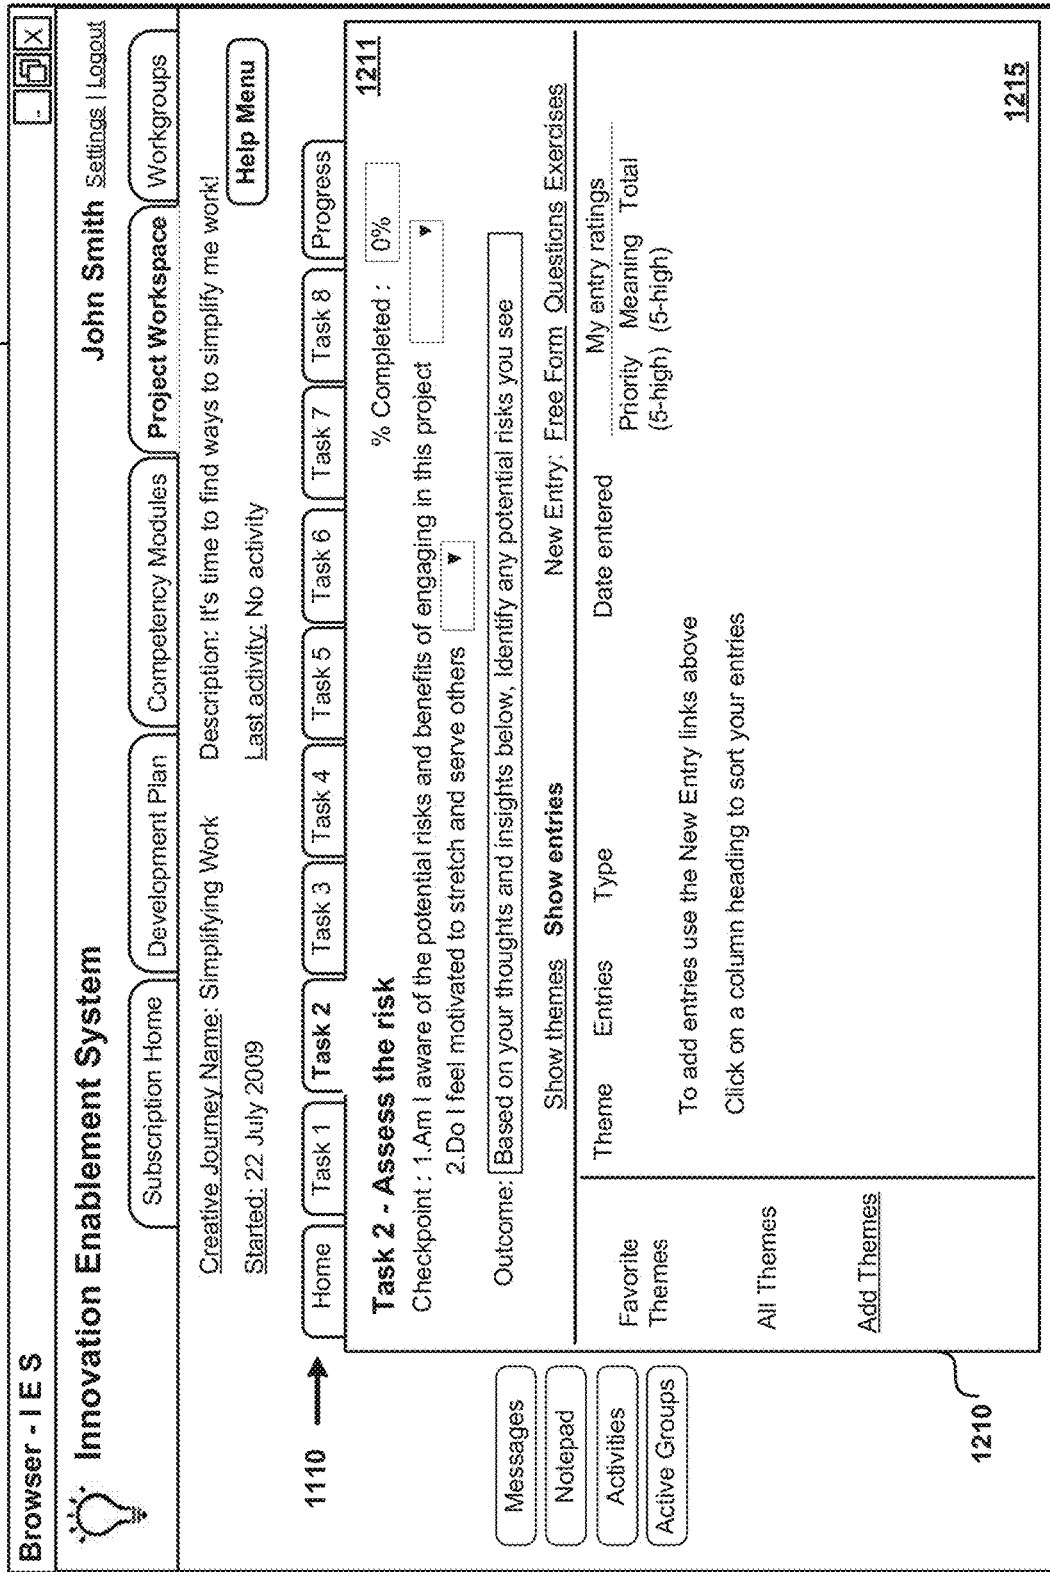 Browser - I E S
Innovation Enablement System
John Smith Settings | Logout
Subscription Home Development Plan Competency Modules Project Workspace Workgroups
Creative Journey Name: Simplifying Work Description: It's time to find ways to simplify me work!
Started: 22 July 2009 Last activity: No activity Help Menu
1110 Home Task 1 Task 2 Task 3 Task 4 Task 5 Task 6 Task 7 Task 8 Progress
Task 2 - Assess the risk % Completed : 0% 1211
Checkpoint : 1.Am I aware of the potential risks and benefits of engaging in this project
2.Do I feel motivated to stretch and serve others
Outcome: Based on your thoughts and insights below, Identify any potential risks you see
Show themes Show entries New Entry: Free Form Questions Exercises
Messages
Notepad
Activities
Active Groups
Favorite
Themes
All Themes
Add Themes
Theme Entries Type Date entered My entry ratings
Priority Meaning Total
(5-high) (5-high)
To add entries use the New Entry links above
Click on a column heading to sort your entries
1210
1215